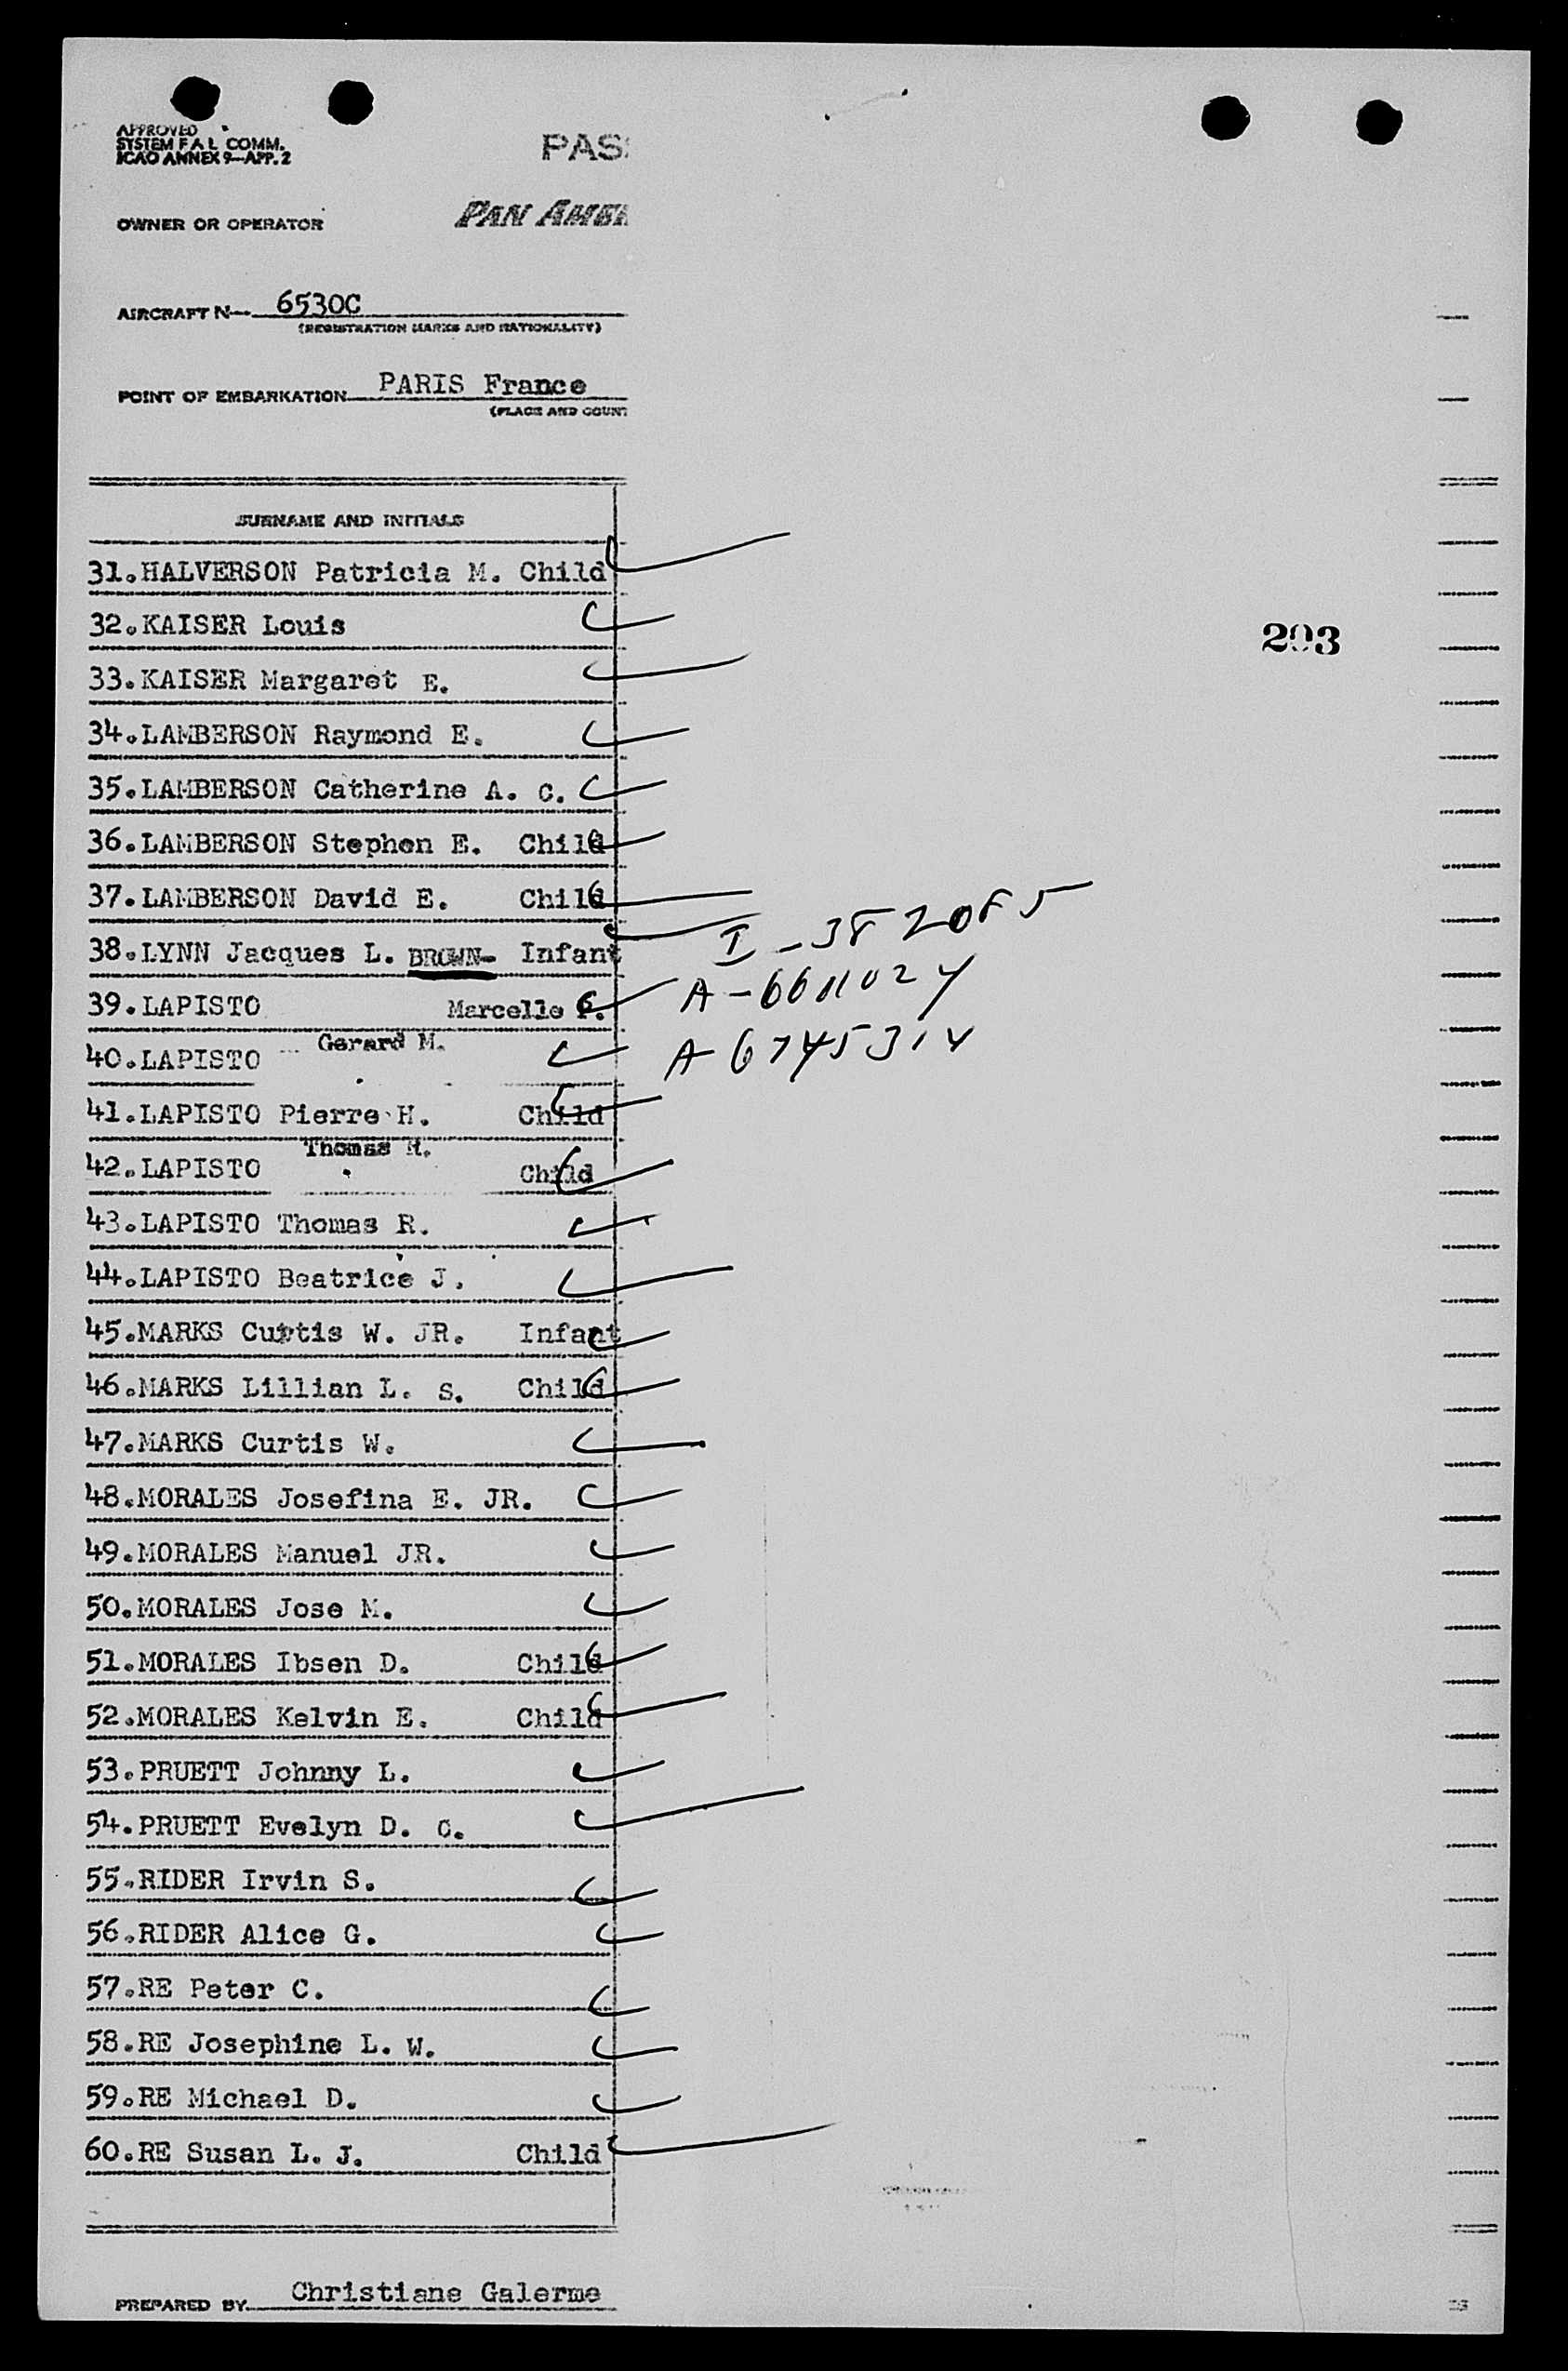 APPROVED
SYSTEM F A L COMM.
ICAO ANNEX 9—APP. 2
PAS
OWNER OR OPERATOR
PAN AMER
AIRCRAFT N— 6530C
(REGISTRATION MARKS AND NATIONALITY)
POINT OF EMBARKATION PARIS France
(PLACE AND COUNT
SURNAME AND INITIALS
31.HALVERSON Patricia M. Child
32.KAISER Louis
203
33.KAISER Margaret E.
34.LAMBERSON Raymond E.
35.LAMBERSON Catherine A. C.
36.LAMBERSON Stephen E. Child
37.LAMBERSON David E. Child
38.LYNN Jacques L. BROWN- Infant I-382085
39.LAPISTO Marcelle F.
40.LAPISTO Gerard M. A-6745314
41.LAPISTO Pierre H. Child
42.LAPISTO Thomas R. Child
43.LAPISTO Thomas R.
44.LAPISTO Beatrice J.
45.MARKS Curtis W. JR. Infant
46.MARKS Lillian L. S. Child
47.MARKS Curtis W.
48.MORALES Josefina E. JR.
49.MORALES Manuel JR.
50.MORALES Jose M.
51.MORALES Ibsen D. Child
52.MORALES Kelvin E. Child
53.PRUETT Johnny L.
54.PRUETT Evelyn D. C.
55.RIDER Irvin S.
56.RIDER Alice G.
57.RE Peter C.
58.RE Josephine L. W.
59.RE Michael D.
60.RE Susan L. J. Child
PREPARED BY Christiane Galerme